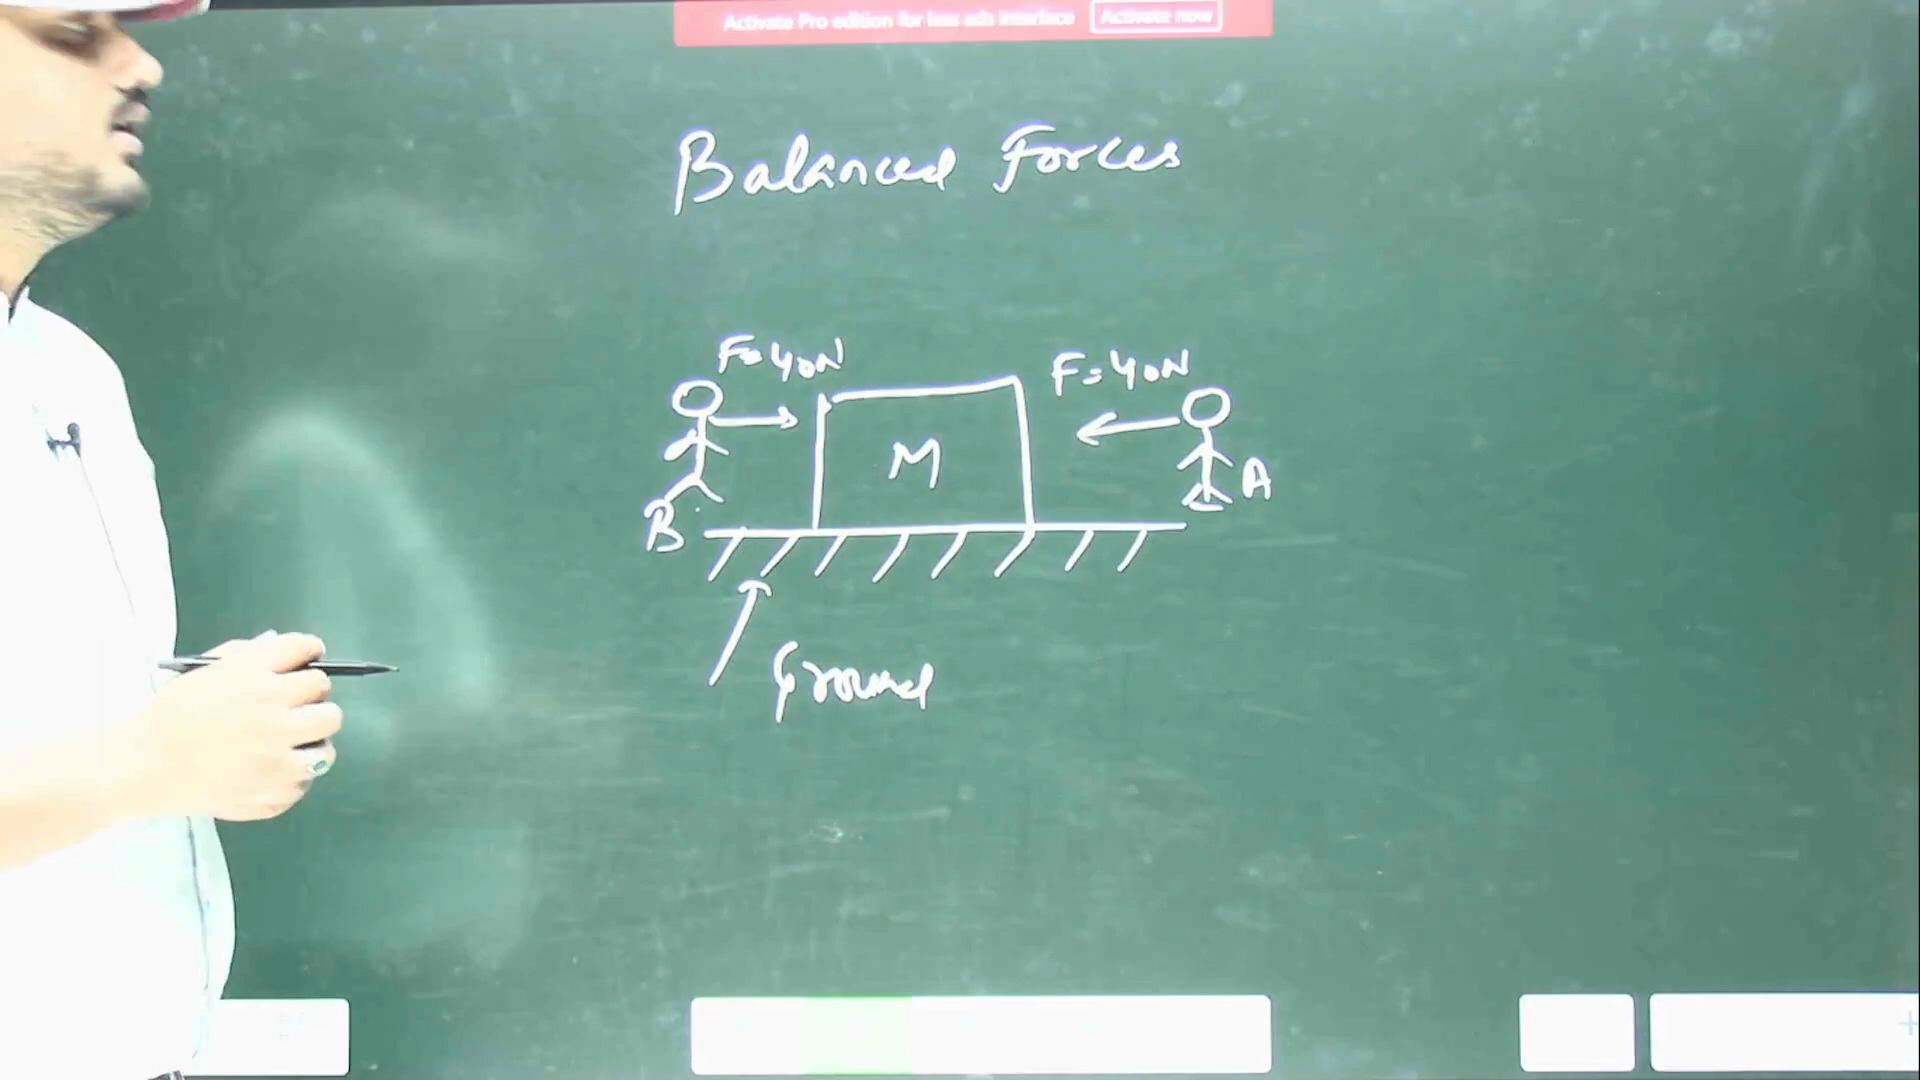 Activate Pro edition for less ads interface Activate now
Balanced Forces
F=40N
F=40N
M
A
B
Ground